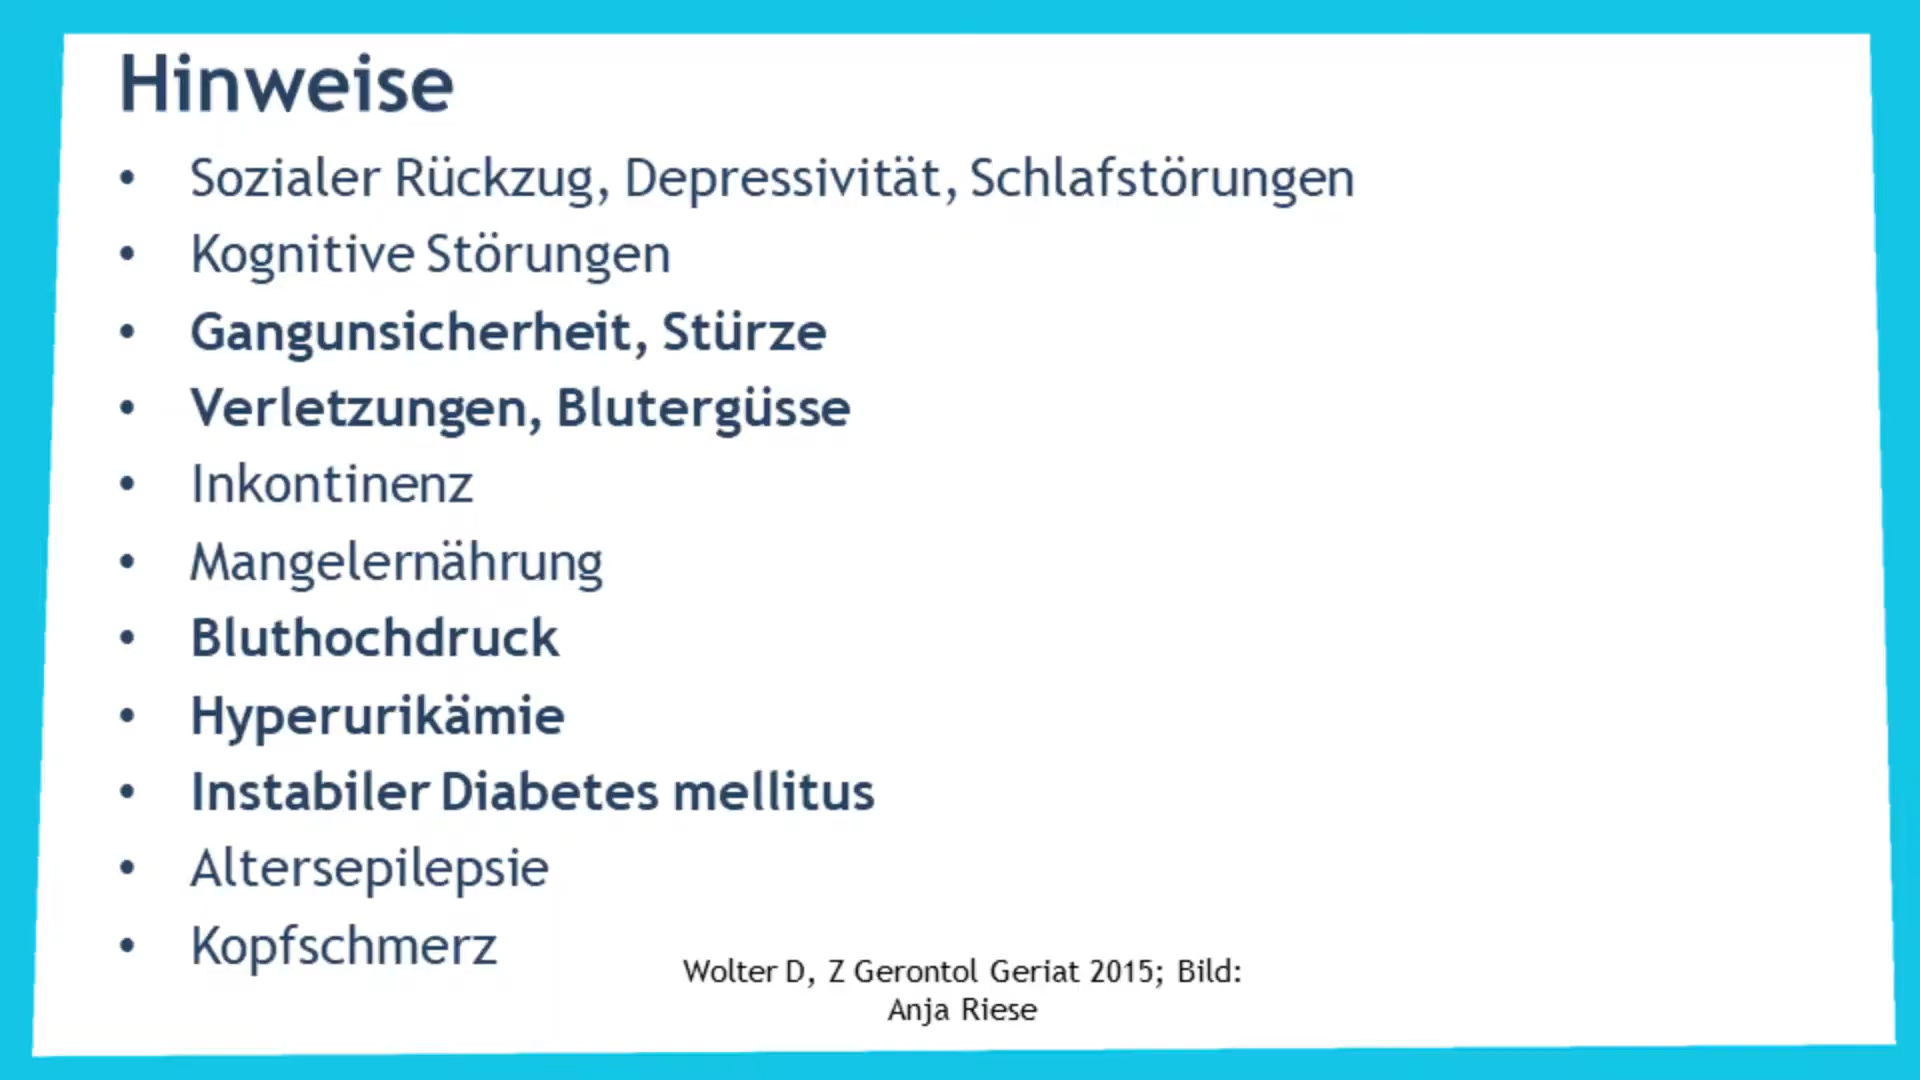 Hinweise
• Sozialer Rückzug, Depressivität, Schlafstörungen
• Kognitive Störungen
• Gangunsicherheit, Stürze
• Verletzungen, Blutergüsse
• Inkontinenz
• Mangelernährung
• Bluthochdruck
• Hyperurikämie
• Instabiler Diabetes mellitus
• Altersepilepsie
• Kopfschmerz
Wolter D, Z Gerontol Geriat 2015; Bild:
Anja Riese